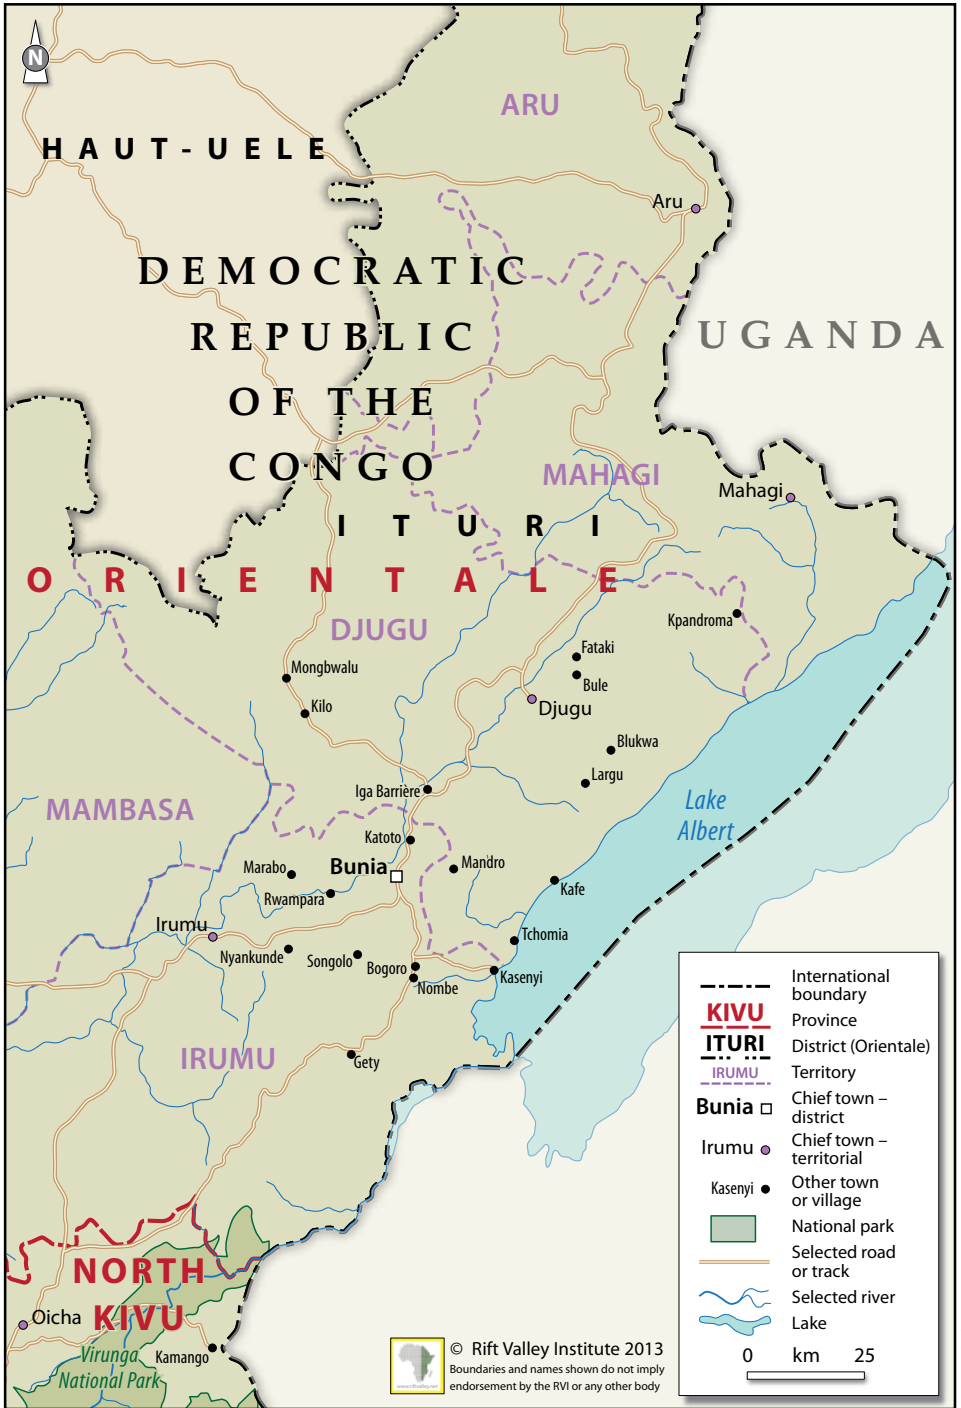 N
ARU
HAUT-UELE
Aru
DEMOCRATIC
REPUBLIC
OF THE
CONGO
UGANDA
MAHAGI
Mahagi
ITURI
ORIENTALE
DJUGU
Kpandroma
Fataki
Bule
Mongbwalu
Kilo
Djugu
Blukwa
Largu
Iga Barrière
MAMBASA
Lake
Albert
Katoto
Marabo
Bunia
Mandro
Rwampara
Kafe
Irumu
Tchomia
Nyankunde
Songolo
Bogoro
Kasenyi
Nombe
IRUMU
Gety
NORTH
KIVU
Oicha
Virunga
National Park
Kamango
International
boundary
KIVU
Province
ITURI
District (Orientale)
IRUMU
Territory
Bunia
Chief town –
district
Irumu
Chief town –
territorial
Kasenyi
Other town
or village
National park
Selected road
or track
Selected river
Lake
0 km 25
www.riftvalley.net
© Rift Valley Institute 2013
Boundaries and names shown do not imply
endorsement by the RVI or any other body